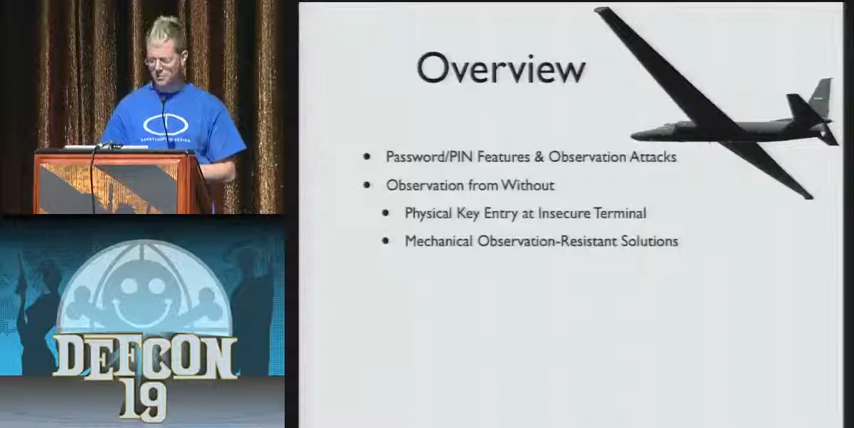 Overview
• Password/PIN Features & Observation Attacks
• Observation from Without
• Physical Key Entry at Insecure Terminal
• Mechanical Observation-Resistant Solutions
DEFCON
19